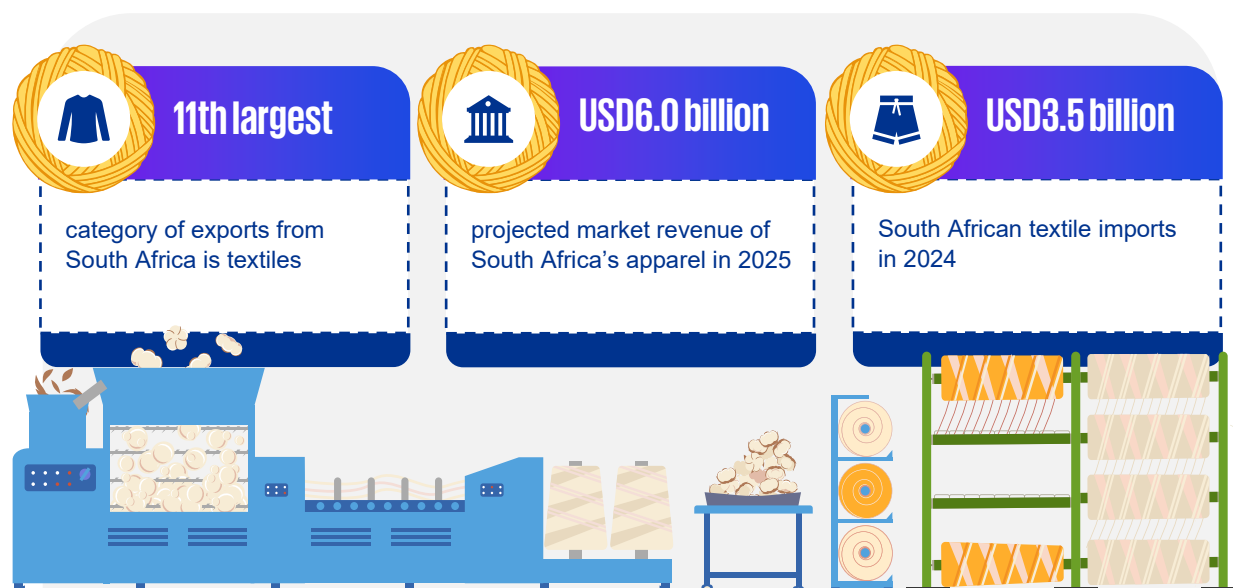 11th largest
category of exports from
South Africa is textiles
USD6.0 billion
projected market revenue of
South Africa’s apparel in 2025
USD3.5 billion
South African textile imports
in 2024